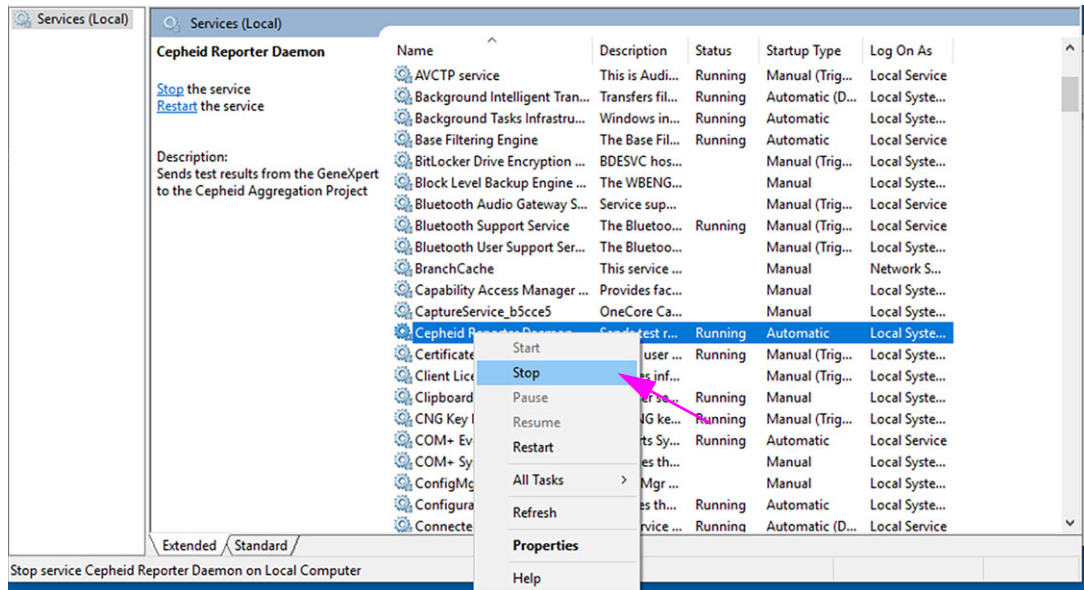 Services (Local)
Services (Local)
Cepheid Reporter Daemon
Stop the service
Restart the service
Description:
Sends test results from the GeneXpert
to the Cepheid Aggregation Project
Name Description Status Startup Type Log On As
AVCTP service This is Audi... Running Manual (Trig... Local Service
Background Intelligent Tran... Transfers fil... Running Automatic (D... Local Syste...
Background Tasks Infrastru... Windows in... Running Automatic Local Syste...
Base Filtering Engine The Base Fil... Running Automatic Local Service
BitLocker Drive Encryption ... BDESVC hos... Manual (Trig... Local Syste...
Block Level Backup Engine ... The WBENG... Manual Local Syste...
Bluetooth Audio Gateway S... Service sup... Manual (Trig... Local Service
Bluetooth Support Service The Bluetoo... Running Manual (Trig... Local Service
Bluetooth User Support Ser... The Bluetoo... Manual (Trig... Local Syste...
BranchCache This service ... Manual Network S...
Capability Access Manager ... Provides fac... Manual Local Syste...
CaptureService_b5cce5 OneCore Ca... Manual Local Syste...
Cepheid Reporter Daemon Sends test r... Running Automatic Local Syste...
Certificate user ... Running Manual (Trig... Local Syste...
Client Lice es inf... Manual (Trig... Local Syste...
Clipboard er se... Running Manual Local Syste...
CNG Key NG ke... Running Manual (Trig... Local Syste...
COM+ Ev ts Sy... Running Automatic Local Service
COM+ Sy es th... Manual Local Syste...
ConfigMg Mgr ... Manual Local Syste...
Configura es th... Running Automatic Local Syste...
Connecte rvice ... Running Automatic (D... Local Service
Start
Stop
Pause
Resume
Restart
All Tasks
Refresh
Properties
Help
Extended Standard
Stop service Cepheid Reporter Daemon on Local Computer